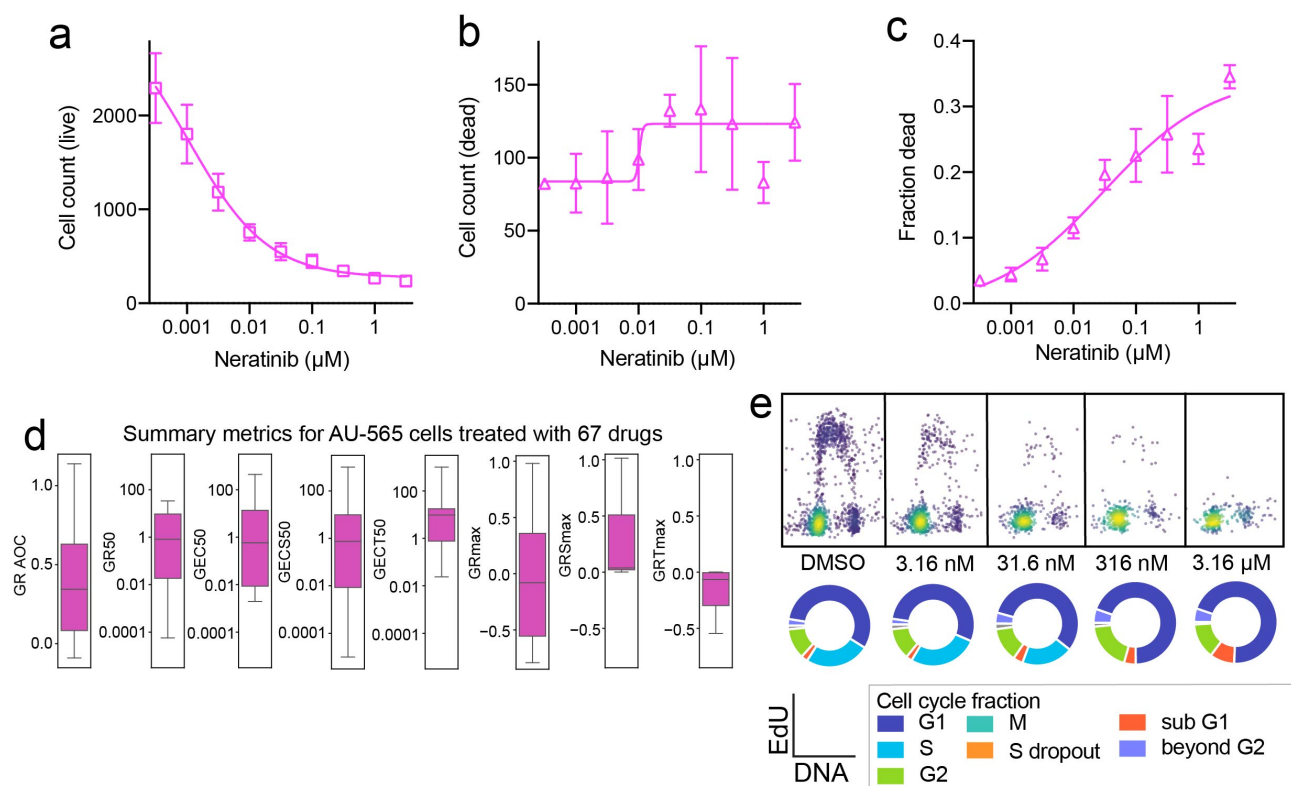 a
Cell count (live)
2000
1000
0
0.001 0.01 0.1 1
Neratinib (µM)
b
Cell count (dead)
150
100
50
0
0.001 0.01 0.1 1
Neratinib (µM)
c
Fraction dead
0.4
0.3
0.2
0.1
0.0
0.001 0.01 0.1 1
Neratinib (µM)
d
Summary metrics for AU-565 cells treated with 67 drugs
GR AOC
1.0
0.5
0.0
GR50
100
1
0.01
0.0001
GEC50
100
1
0.01
0.0001
GECS50
100
1
0.01
0.0001
GECT50
100
1
0.01
0.0001
GRmax
1.0
0.5
0.0
−0.5
GRSmax
1.0
0.5
0.0
−0.5
GRTmax
1.0
0.5
0.0
−0.5
e
DMSO 3.16 nM 31.6 nM 316 nM 3.16 µM
EdU
DNA
Cell cycle fraction
G1 M sub G1
S S dropout beyond G2
G2